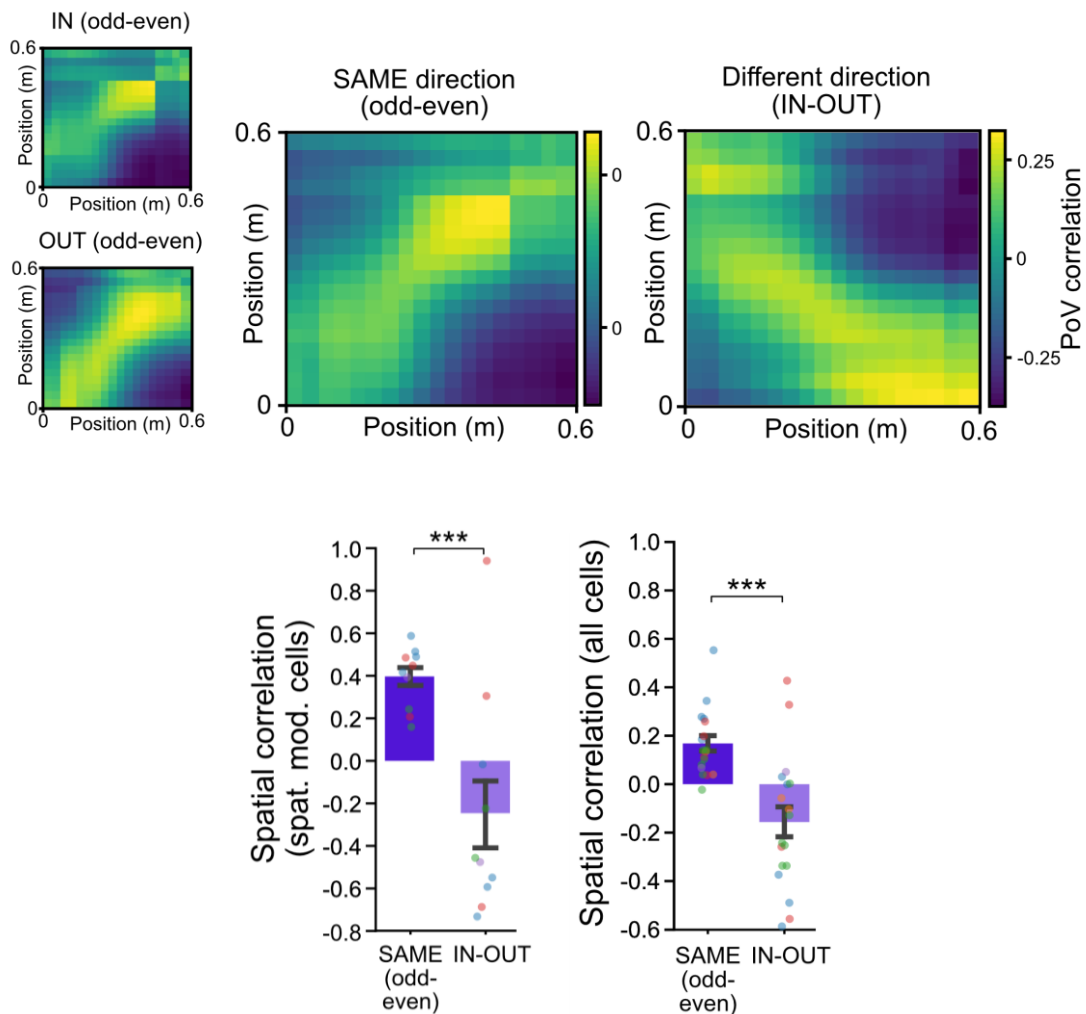 IN (odd-even)
0.6
Position (m)
0
Position (m)
0.6
OUT (odd-even)
0.6
Position (m)
0
0
Position (m)
0.6
SAME direction
(odd-even)
0.6
Position (m)
0
0
Position (m)
0.6
0
0
Different direction
(IN-OUT)
0.6
Position (m)
0
0
Position (m)
0.6
0.25
0
-0.25
PoV correlation
Spatial correlation
(spat. mod. cells)
1.0
0.8
0.6
0.4
0.2
0.0
-0.2
-0.4
-0.6
-0.8
***
SAME
(odd-
even)
IN-OUT
Spatial correlation (all cells)
1.0
0.8
0.6
0.4
0.2
0.0
-0.2
-0.4
-0.6
***
SAME
(odd-
even)
IN-OUT